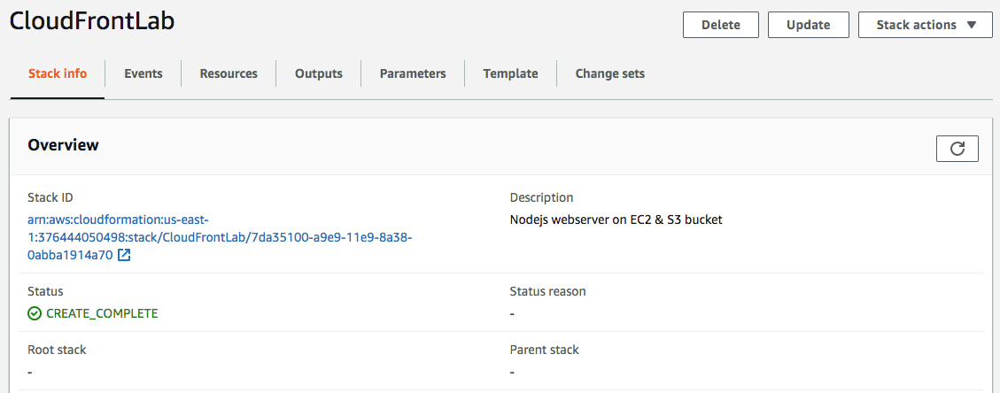 CloudFrontLab
Delete
Update
Stack actions
Stack info
Events
Resources
Outputs
Parameters
Template
Change sets
Overview
Stack ID
arn:aws:cloudformation:us-east-
1:376444050498:stack/CloudFrontLab/7da35100-a9e9-11e9-8a38-
0abba1914a70
Description
Nodejs webserver on EC2 & S3 bucket
Status
CREATE_COMPLETE
Status reason
-
Root stack
-
Parent stack
-